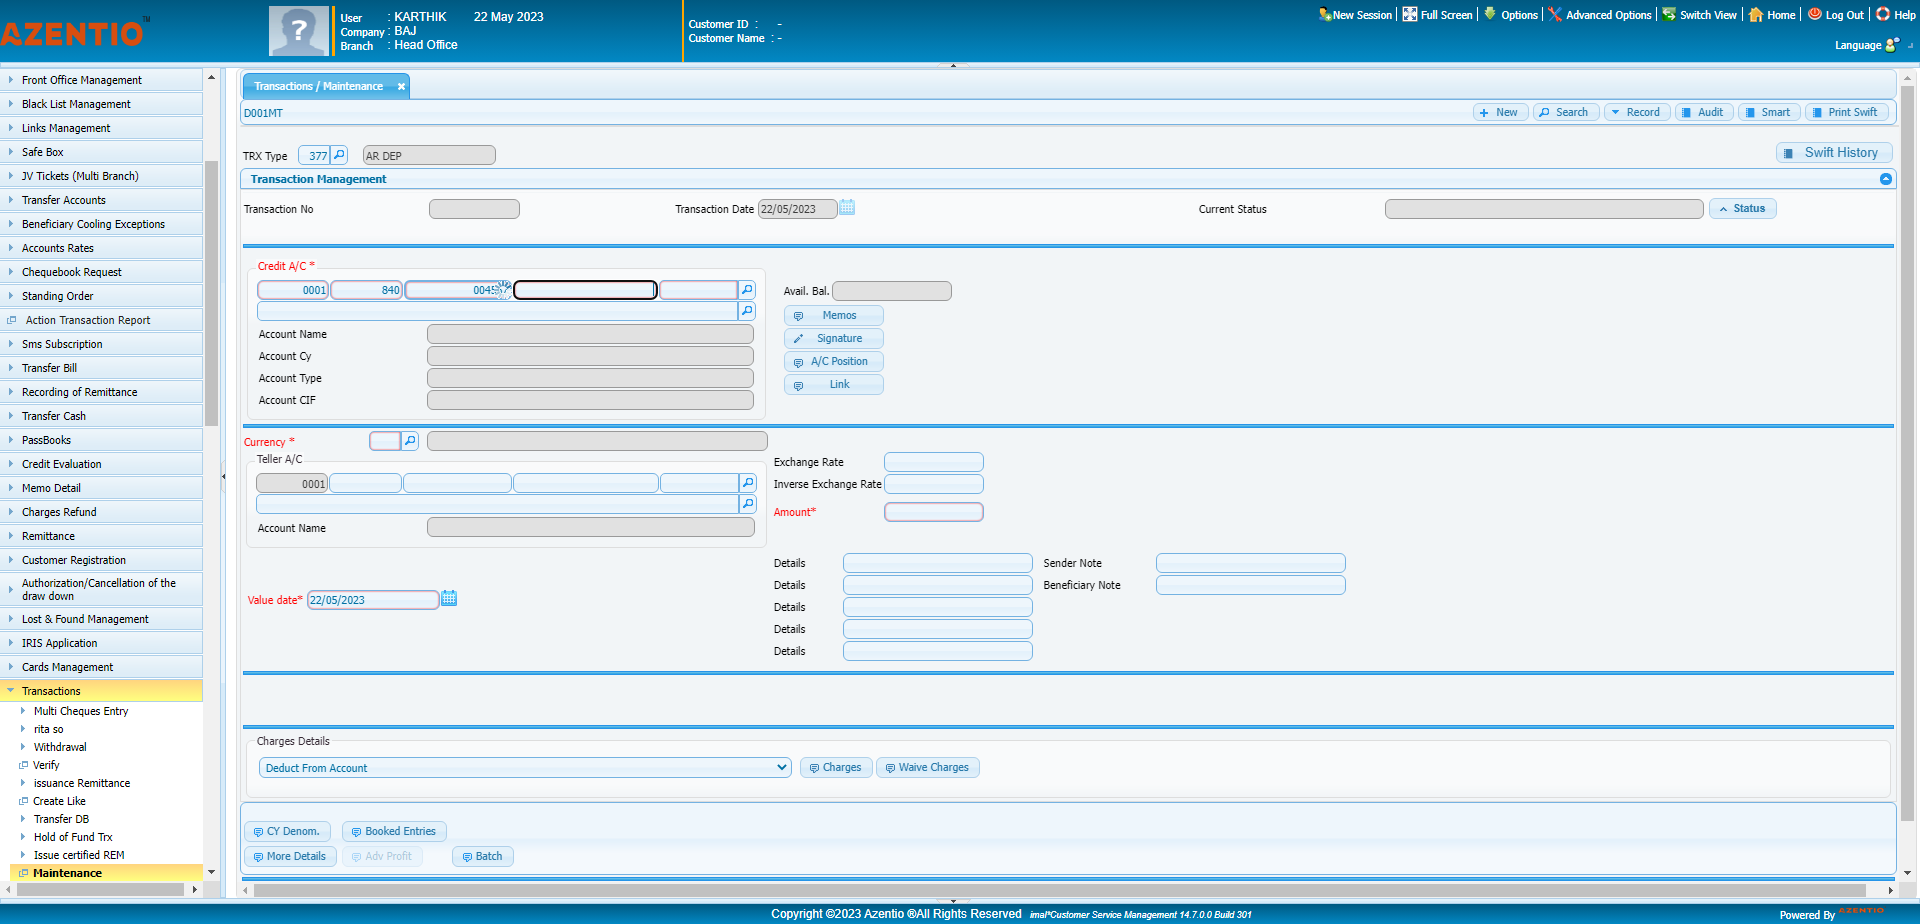 AZENTIO™
User : KARTHIK 22 May 2023
Company : BAJ
Branch : Head Office
Customer ID : -
Customer Name : -
New Session Full Screen Options Advanced Options Switch View Home Log Out Help
Language
Front Office Management
Black List Management
Links Management
Safe Box
JV Tickets (Multi Branch)
Transfer Accounts
Beneficiary Cooling Exceptions
Accounts Rates
Chequebook Request
Standing Order
Action Transaction Report
Sms Subscription
Transfer Bill
Recording of Remittance
Transfer Cash
PassBooks
Credit Evaluation
Memo Detail
Charges Refund
Remittance
Customer Registration
Authorization/Cancellation of the
draw down
Lost & Found Management
IRIS Application
Cards Management
Transactions
Multi Cheques Entry
rita so
Withdrawal
Verify
issuance Remittance
Create Like
Transfer DB
Hold of Fund Trx
Issue certified REM
Maintenance
Transactions / Maintenance
D001MT
New Search Record Audit Smart Print Swift
TRX Type 377 AR DEP
Swift History
Transaction Management
Transaction No
Transaction Date 22/05/2023
Current Status
Status
Credit A/C *
0001 840 0045
Avail. Bal.
Memos
Signature
A/C Position
Link
Account Name
Account Cy
Account Type
Account CIF
Currency *
Teller A/C
0001
Account Name
Exchange Rate
Inverse Exchange Rate
Amount*
Value date* 22/05/2023
Details
Details
Details
Details
Details
Sender Note
Beneficiary Note
Charges Details
Deduct From Account
Charges Waive Charges
CY Denom. Booked Entries
More Details Adv Profit Batch
Copyright ©2023 Azentio ®All Rights Reserved imal*Customer Service Management 14.7.0.0 Build 301
Powered By AZENTIO